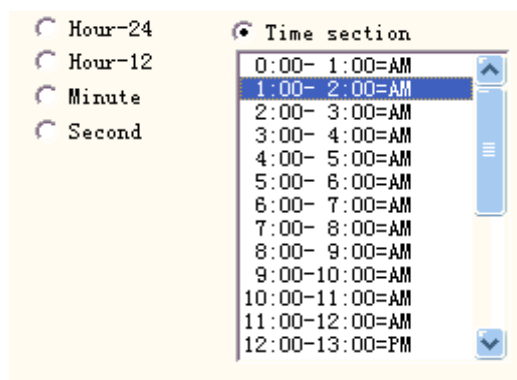 Hour-24
Hour-12
Minute
Second
Time section
0:00- 1:00=AM
1:00- 2:00=AM
2:00- 3:00=AM
3:00- 4:00=AM
4:00- 5:00=AM
5:00- 6:00=AM
6:00- 7:00=AM
7:00- 8:00=AM
8:00- 9:00=AM
9:00-10:00=AM
10:00-11:00=AM
11:00-12:00=AM
12:00-13:00=PM